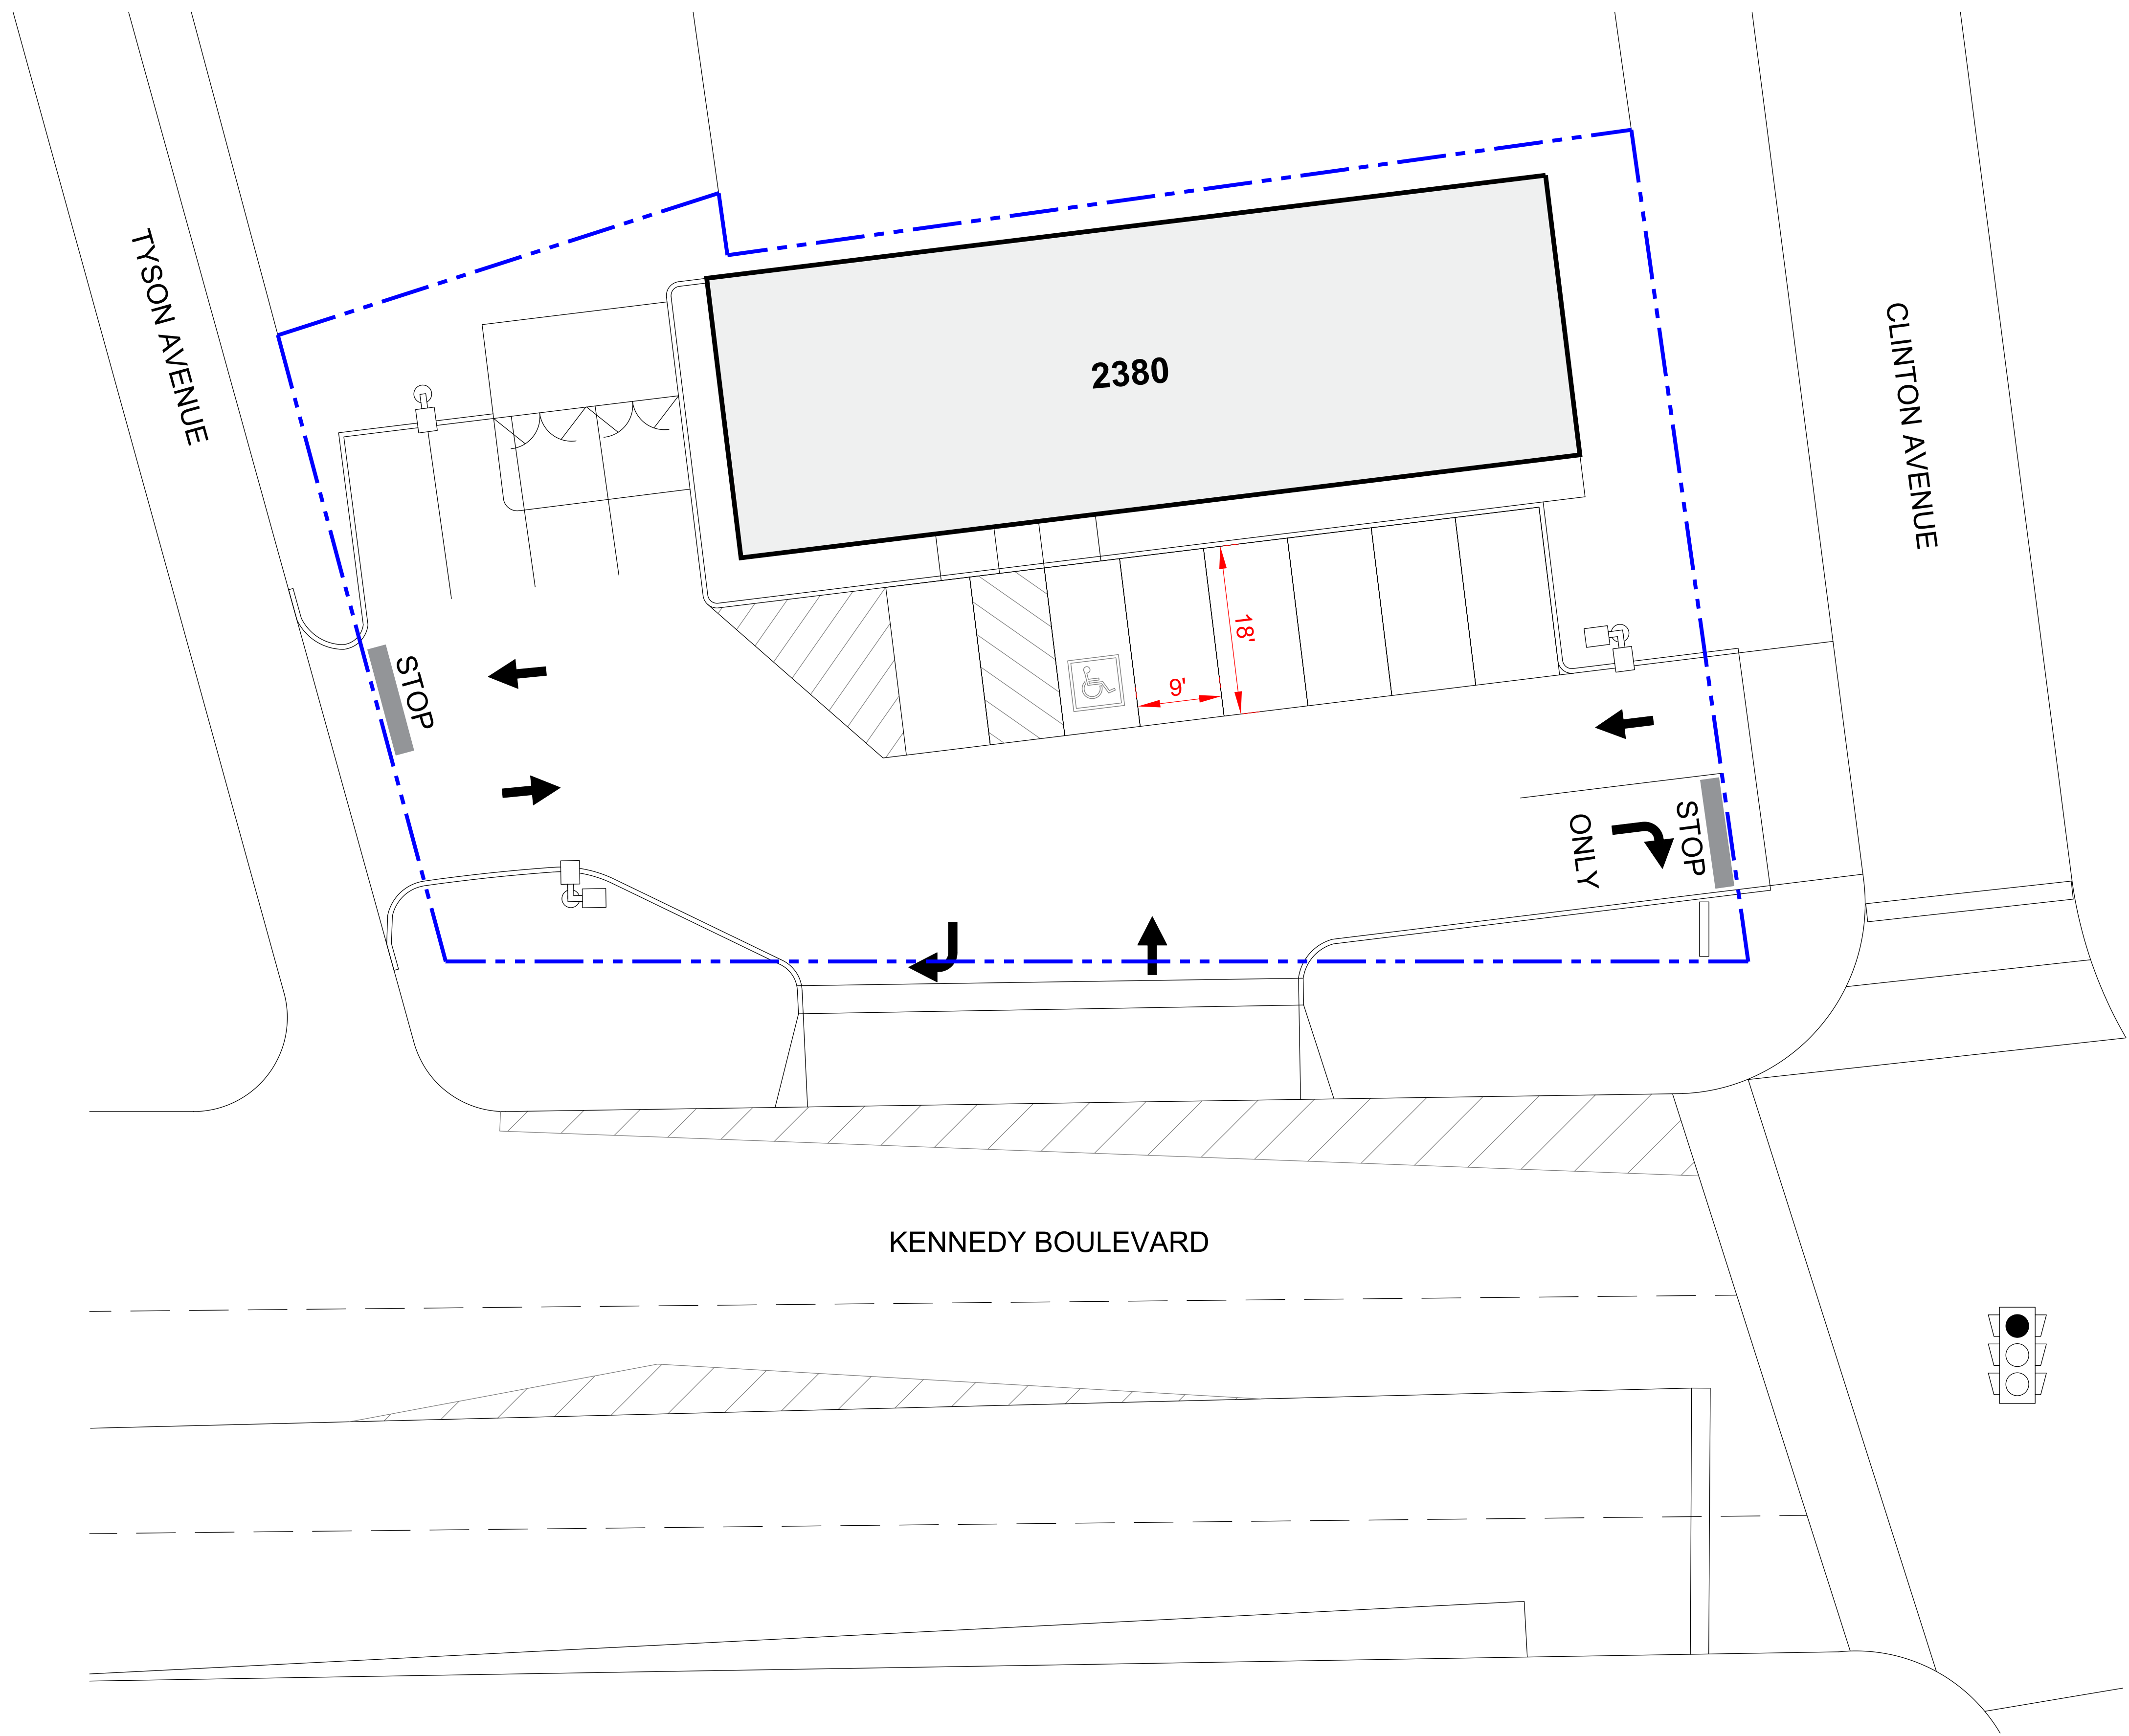 TYSON AVENUE
CLINTON AVENUE
2380
18'
9'
STOP
STOP
ONLY
KENNEDY BOULEVARD